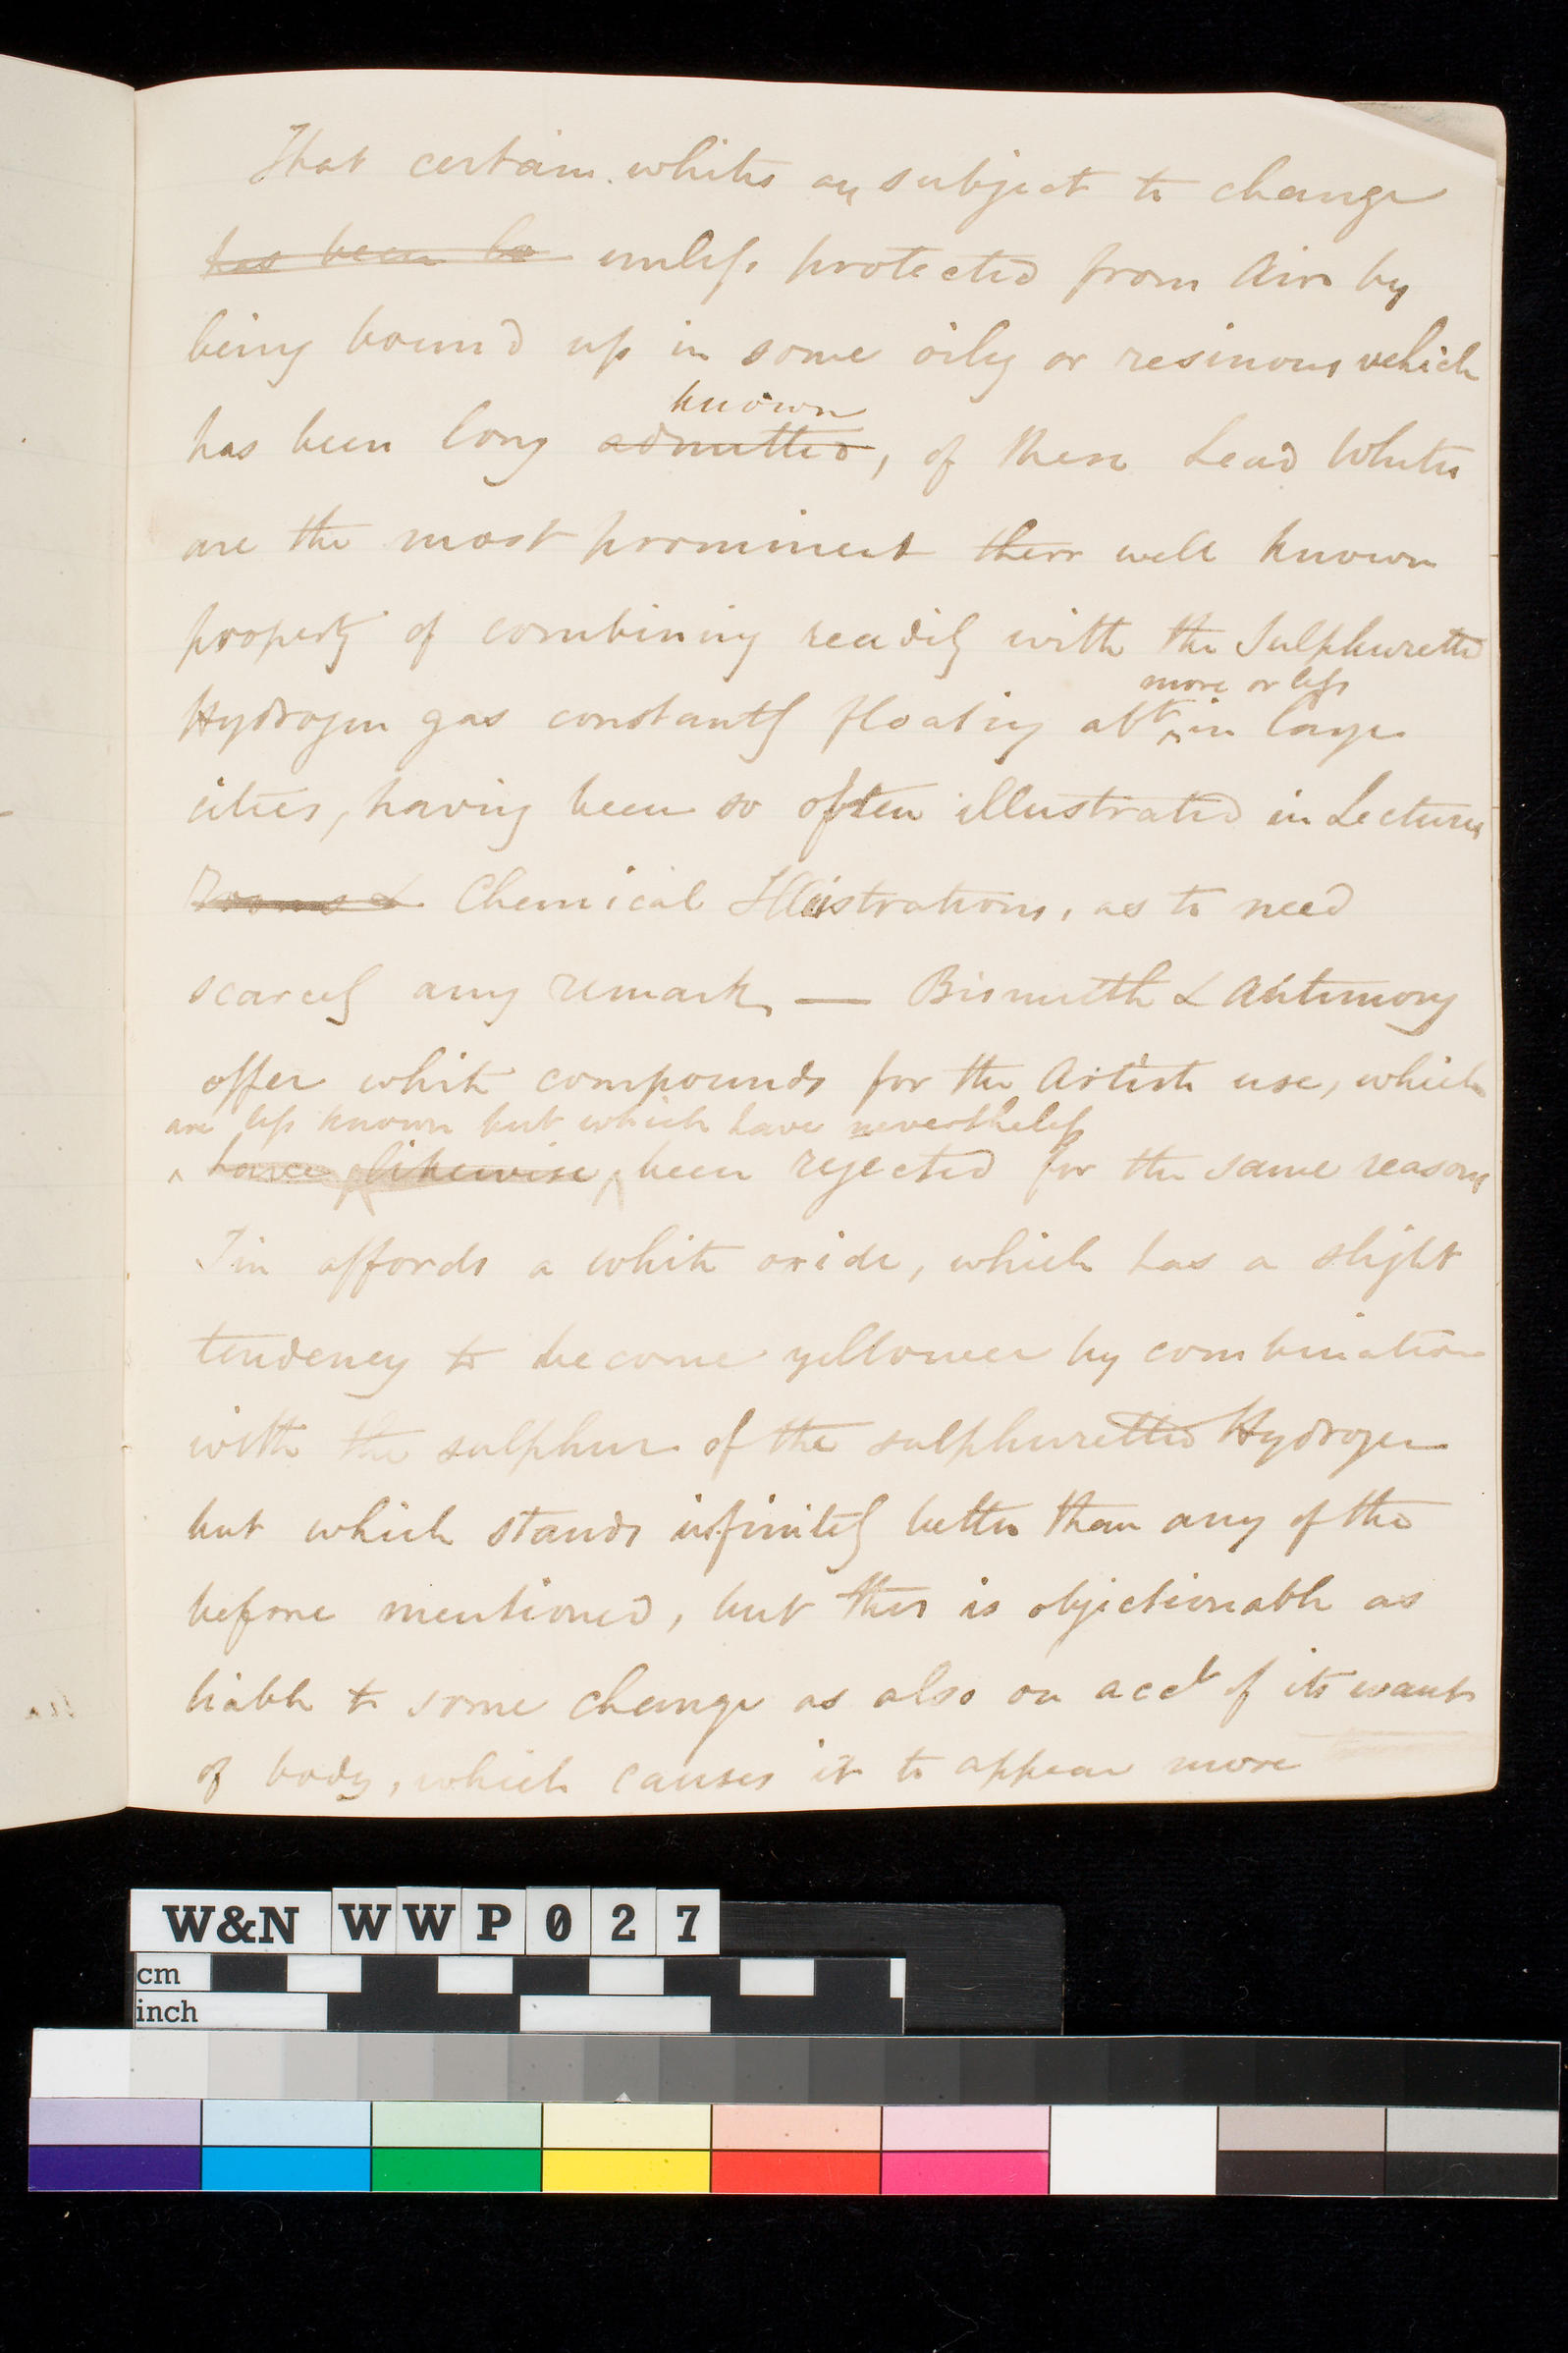 That certain whites are subject to change
has been lo unless protected from Air by
being bound up in some oily or resinous vehicle
known
has been long admitted, of these Lead Whites
are the most prominent their well known
property of combining readily with the Sulphuretted
more or less
Hydrogen gas constantly floating abt in large
cities, having been so often illustrated in Lectures
Rooms & Chemical Illustrations, as to need
scarcely any remark, — Bismuth & Antimony
offer white compounds for the Artists use, which
are less known but which have nevertheless
have likewise been rejected for the same reasons
Tin affords a white oxide, which has a slight
tendency to become yellower by combination
with the sulphur of the sulphuretted Hydrogen
but which stands infinitely better than any of the
before mentioned, but this is objectionable as
liable to some change as also on acct of its want
of body, which causes it to appear more
W&N WWP027
cm
inch